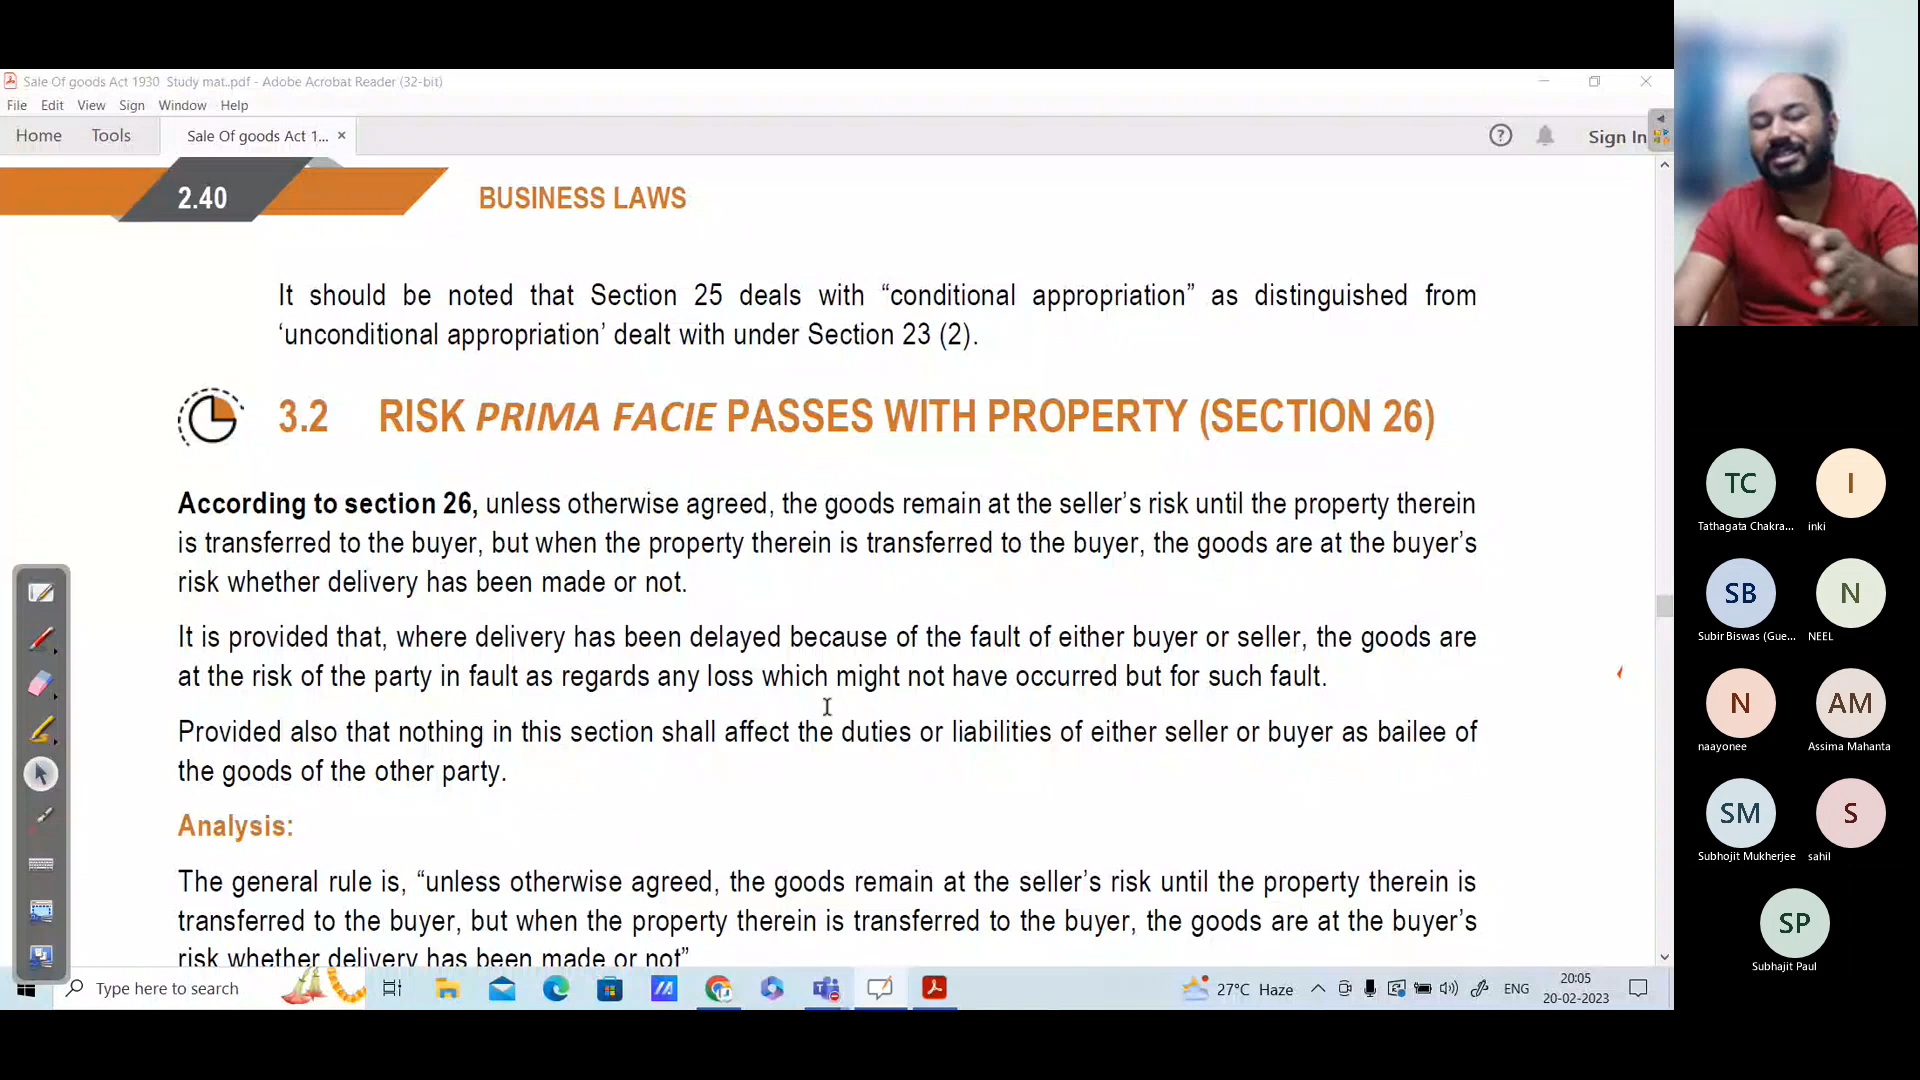 Sale Of goods Act 1930 Study mat..pdf - Adobe Acrobat Reader (32-bit)
File Edit View Sign Window Help
Home Tools Sale Of goods Act 1... × Sign In
2.40 BUSINESS LAWS
It should be noted that Section 25 deals with “conditional appropriation” as distinguished from
‘unconditional appropriation’ dealt with under Section 23 (2).
3.2 RISK PRIMA FACIE PASSES WITH PROPERTY (SECTION 26)
According to section 26, unless otherwise agreed, the goods remain at the seller’s risk until the property therein
is transferred to the buyer, but when the property therein is transferred to the buyer, the goods are at the buyer’s
risk whether delivery has been made or not.
It is provided that, where delivery has been delayed because of the fault of either buyer or seller, the goods are
at the risk of the party in fault as regards any loss which might not have occurred but for such fault.
Provided also that nothing in this section shall affect the duties or liabilities of either seller or buyer as bailee of
the goods of the other party.
Analysis:
The general rule is, “unless otherwise agreed, the goods remain at the seller’s risk until the property therein is
transferred to the buyer, but when the property therein is transferred to the buyer, the goods are at the buyer’s
risk whether delivery has been made or not”
Type here to search
27°C Haze
ENG
20:05
20-02-2023
TC I
Tathagata Chakra... inki
SB N
Subir Biswas (Gue... NEEL
N AM
naayonee Assima Mahanta
SM S
Subhojit Mukherjee sahil
SP
Subhajit Paul